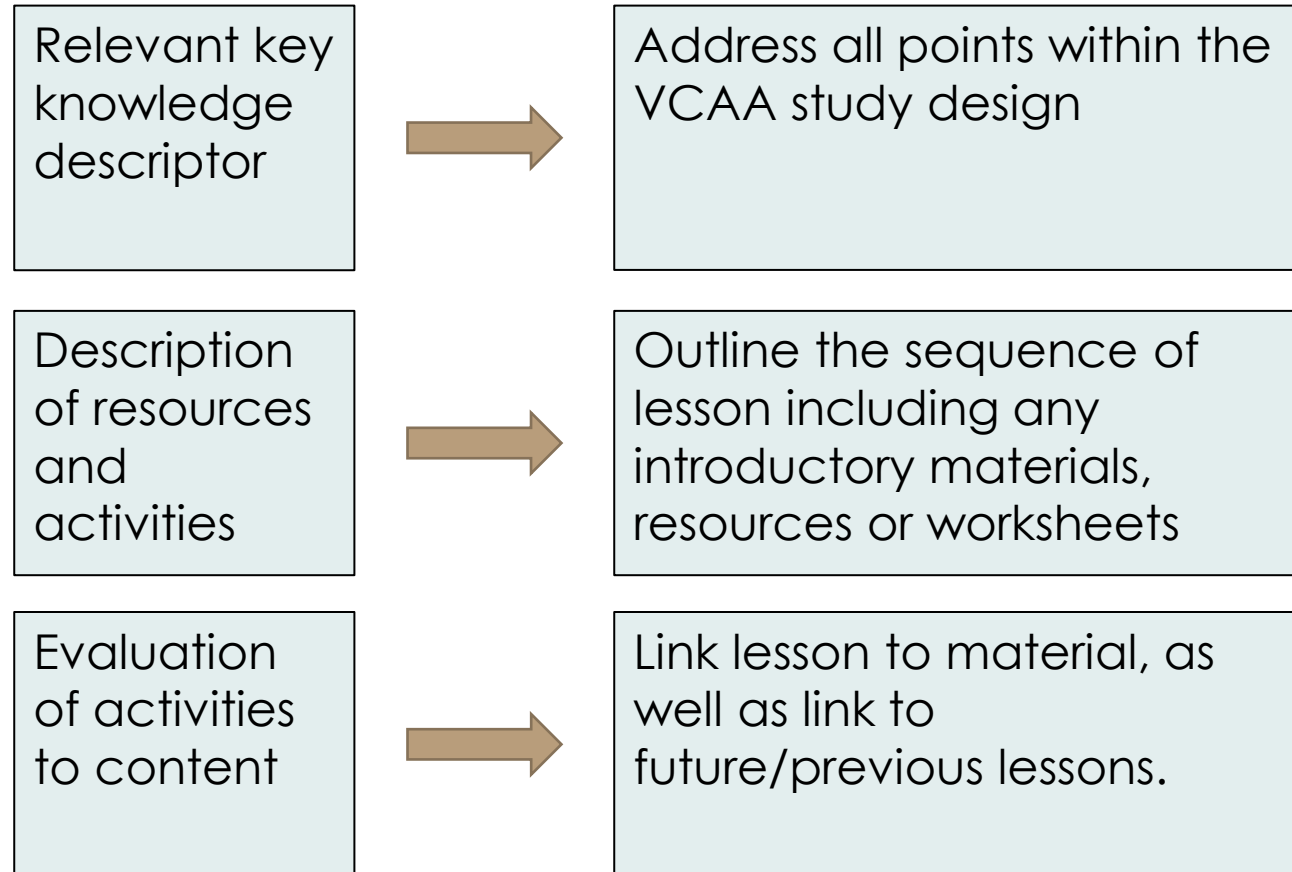 Relevant key
knowledge
descriptor
Address all points within the
VCAA study design
Description
of resources
and
activities
Outline the sequence of
lesson including any
introductory materials,
resources or worksheets
Evaluation
of activities
to content
Link lesson to material, as
well as link to
future/previous lessons.